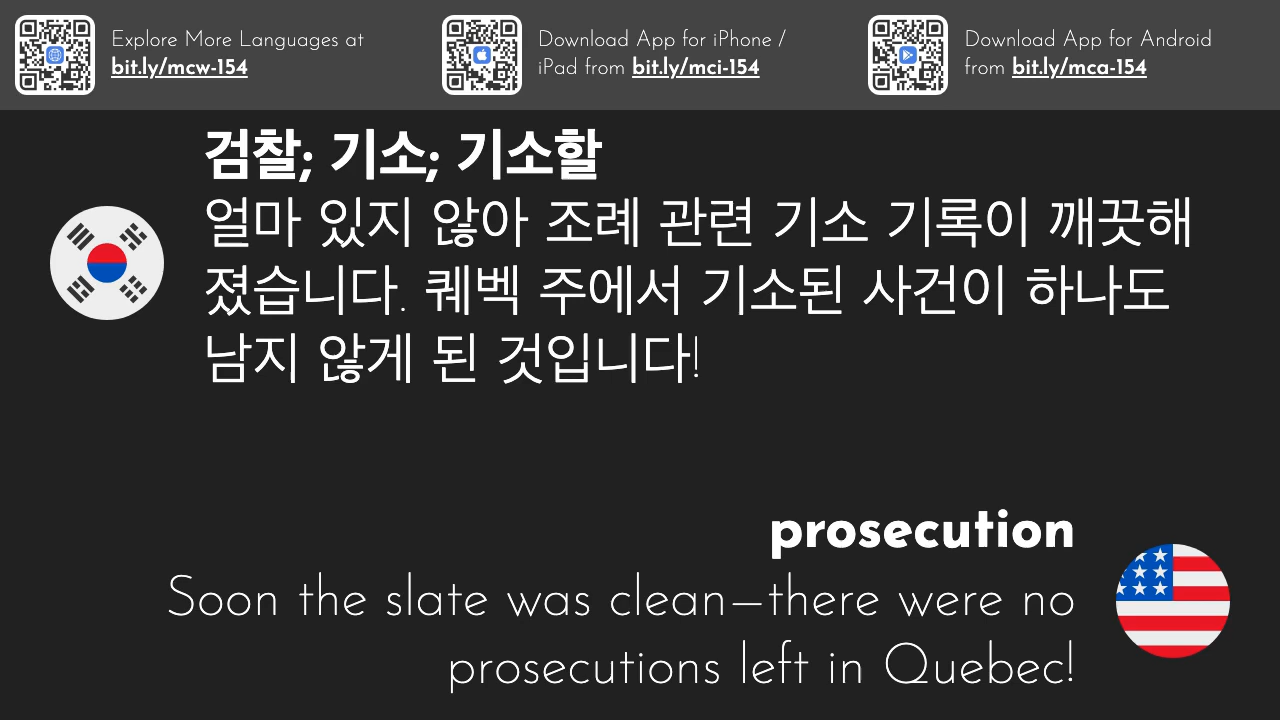 Explore More Languages at
bit.ly/mcw-154
Download App for iPhone /
iPad from bit.ly/mci-154
Download App for Android
from bit.ly/mca-154
검찰; 기소; 기소할
얼마 있지 않아 조례 관련 기소 기록이 깨끗해
졌습니다. 퀘벡 주에서 기소된 사건이 하나도
남지 않게 된 것입니다!
prosecution
Soon the slate was clean—there were no
prosecutions left in Quebec!